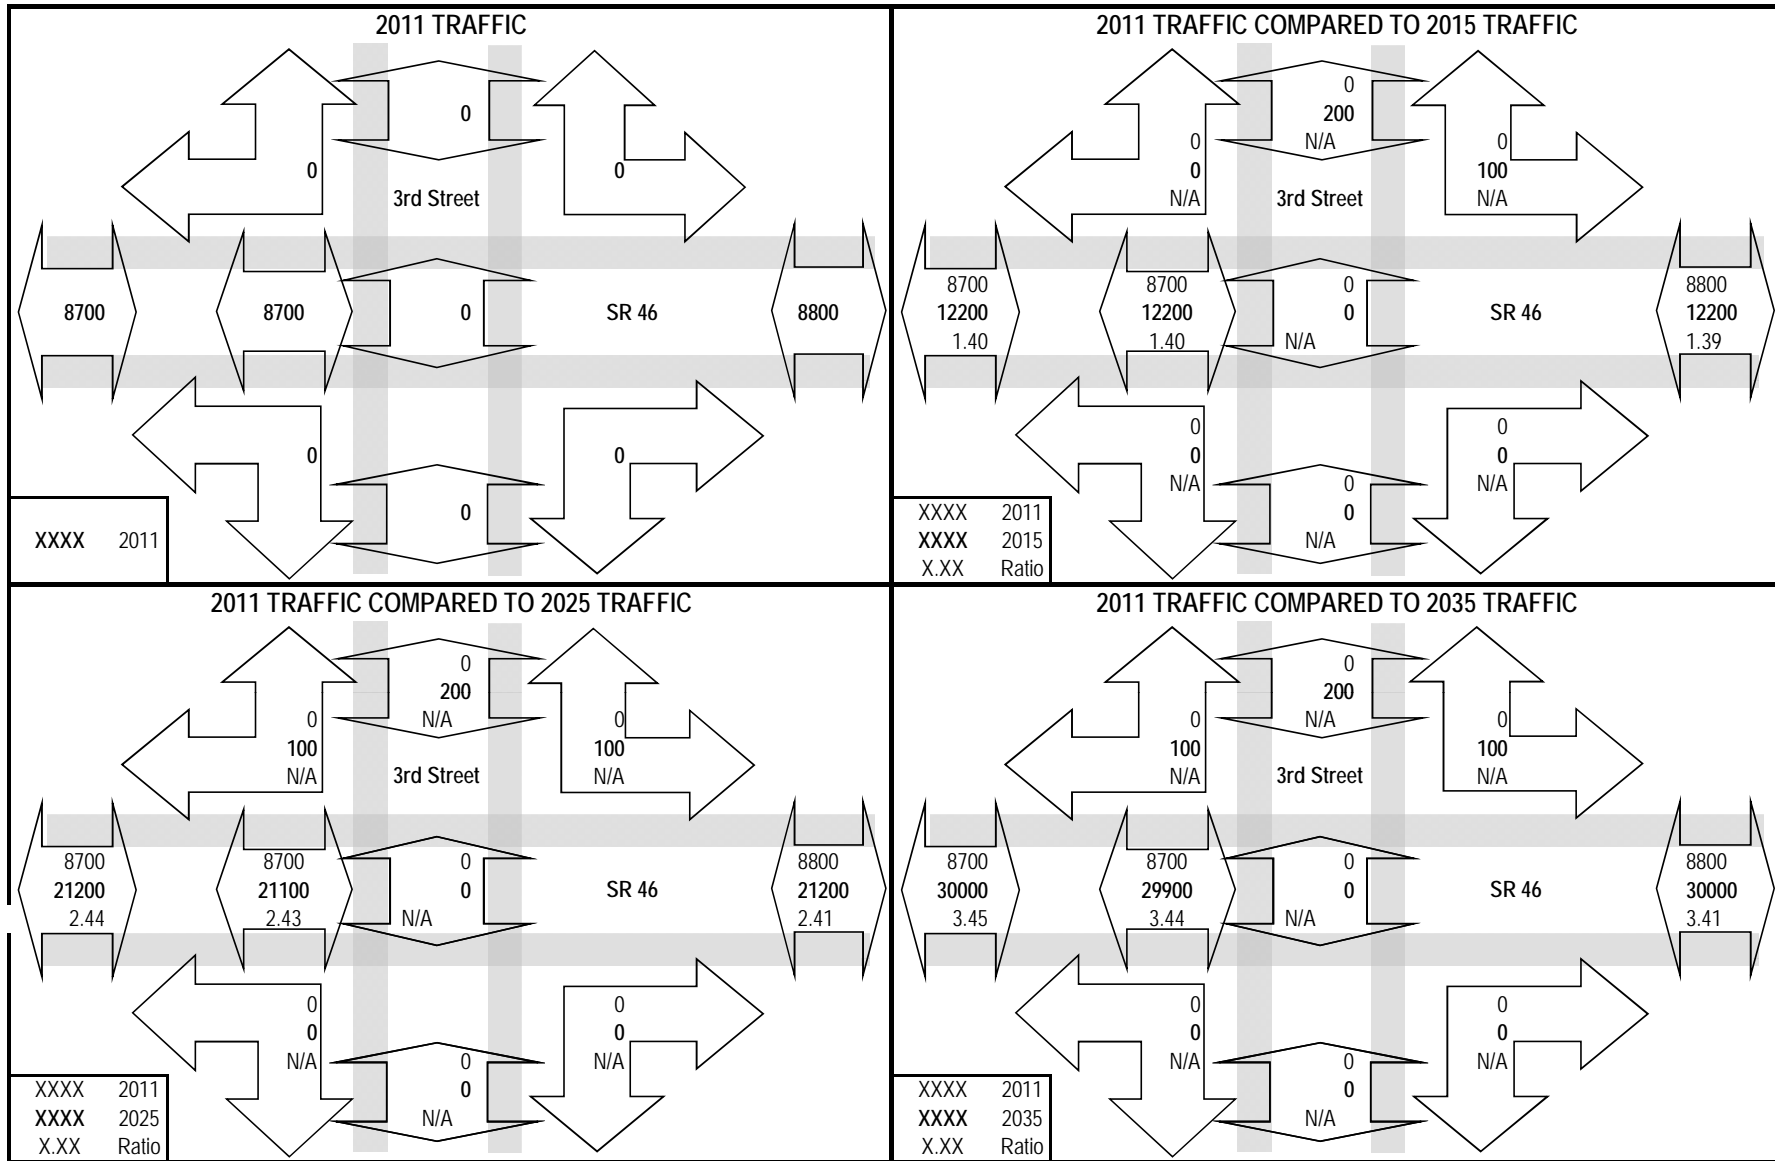 2011 TRAFFIC
0
0
0
3rd Street
8700
8700
0
SR 46
8800
0
0
0
XXXX 2011
2011 TRAFFIC COMPARED TO 2015 TRAFFIC
0
200
N/A
0
0
N/A
0
100
N/A
3rd Street
8700
12200
1.40
8700
12200
1.40
0
0
N/A
SR 46
8800
12200
1.39
0
0
N/A
0
0
N/A
0
0
N/A
XXXX 2011
XXXX 2015
X.XX Ratio
2011 TRAFFIC COMPARED TO 2025 TRAFFIC
0
200
N/A
0
100
N/A
0
100
N/A
3rd Street
8700
21200
2.44
8700
21100
2.43
0
0
N/A
SR 46
8800
21200
2.41
0
0
N/A
0
0
N/A
0
0
N/A
XXXX 2011
XXXX 2025
X.XX Ratio
2011 TRAFFIC COMPARED TO 2035 TRAFFIC
0
200
N/A
0
100
N/A
0
100
N/A
3rd Street
8700
30000
3.45
8700
29900
3.44
0
0
N/A
SR 46
8800
30000
3.41
0
0
N/A
0
0
N/A
0
0
N/A
XXXX 2011
XXXX 2035
X.XX Ratio